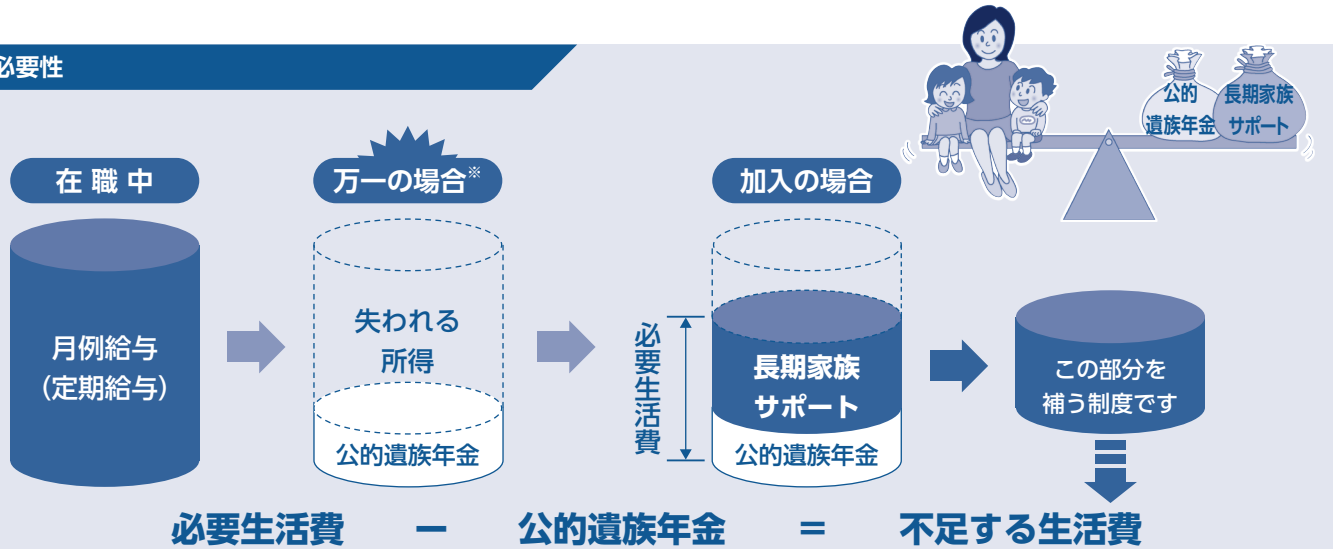 必要性
公的
遺族年金
長期家族
サポート
在職中
万一の場合※
加入の場合
月例給与
(定期給与)
失われる
所得
公的遺族年金
必要生活費
長期家族
サポート
公的遺族年金
この部分を
補う制度です
必要生活費 － 公的遺族年金 ＝ 不足する生活費